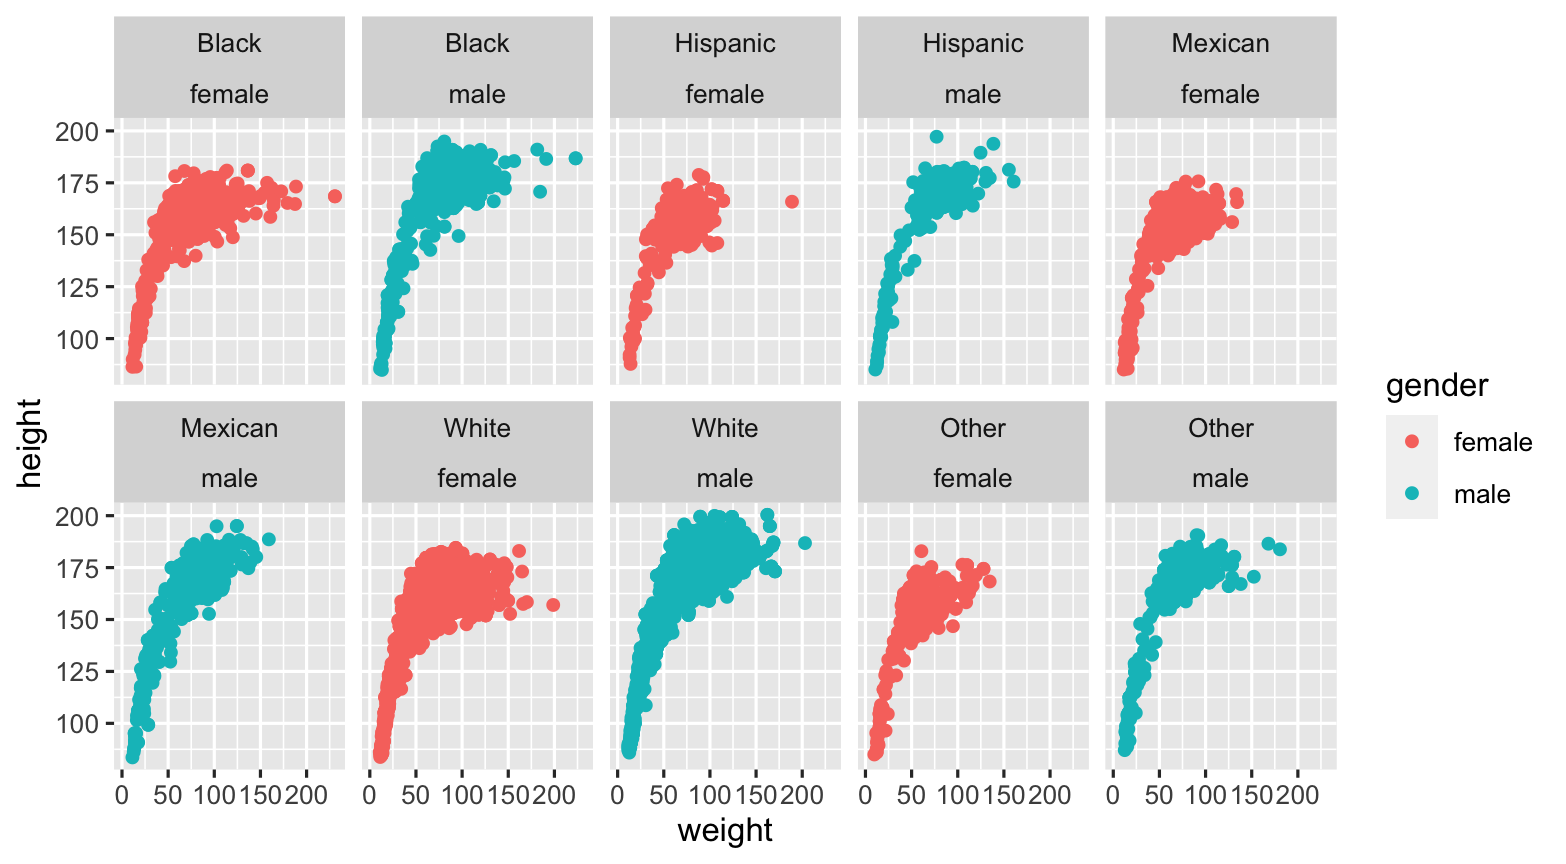 Black Black Hispanic Hispanic Mexican
female male female male female
200
175
150
125
100
Mexican White White Other Other
male female male female male
200
175
150
125
100
0 50 100 150 200 0 50 100 150 200 0 50 100 150 200 0 50 100 150 200 0 50 100 150 200
weight
height
gender
female
male